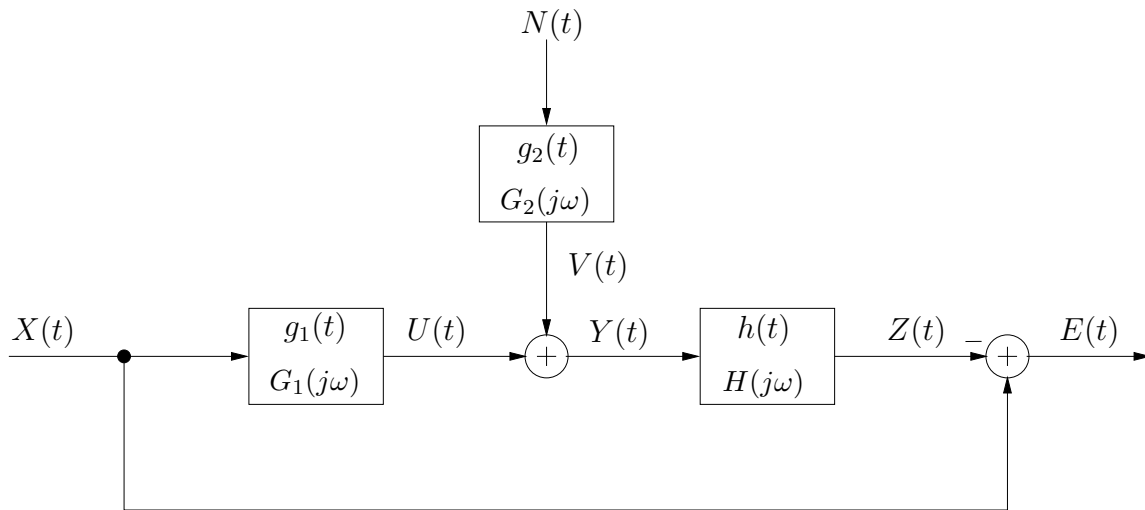 N(t)
g₂(t)
G₂(jω)
V(t)
X(t)
g₁(t)
G₁(jω)
U(t)
+
Y(t)
h(t)
H(jω)
Z(t)
−
+
E(t)